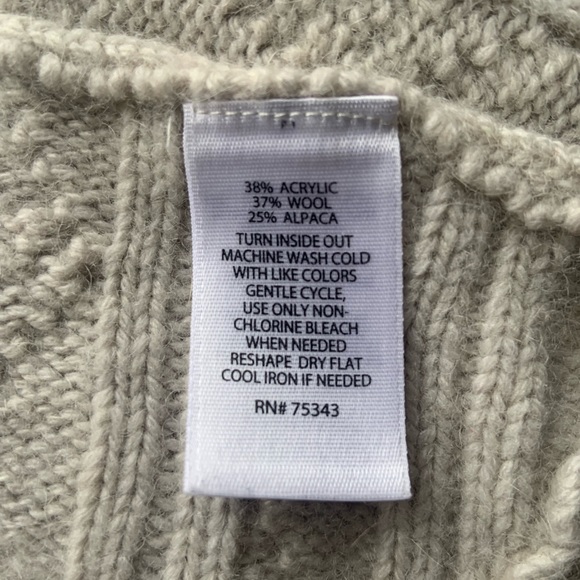 38% ACRYLIC
37% WOOL
25% ALPACA
TURN INSIDE OUT
MACHINE WASH COLD
WITH LIKE COLORS
GENTLE CYCLE,
USE ONLY NON-
CHLORINE BLEACH
WHEN NEEDED
RESHAPE DRY FLAT
COOL IRON IF NEEDED
RN# 75343